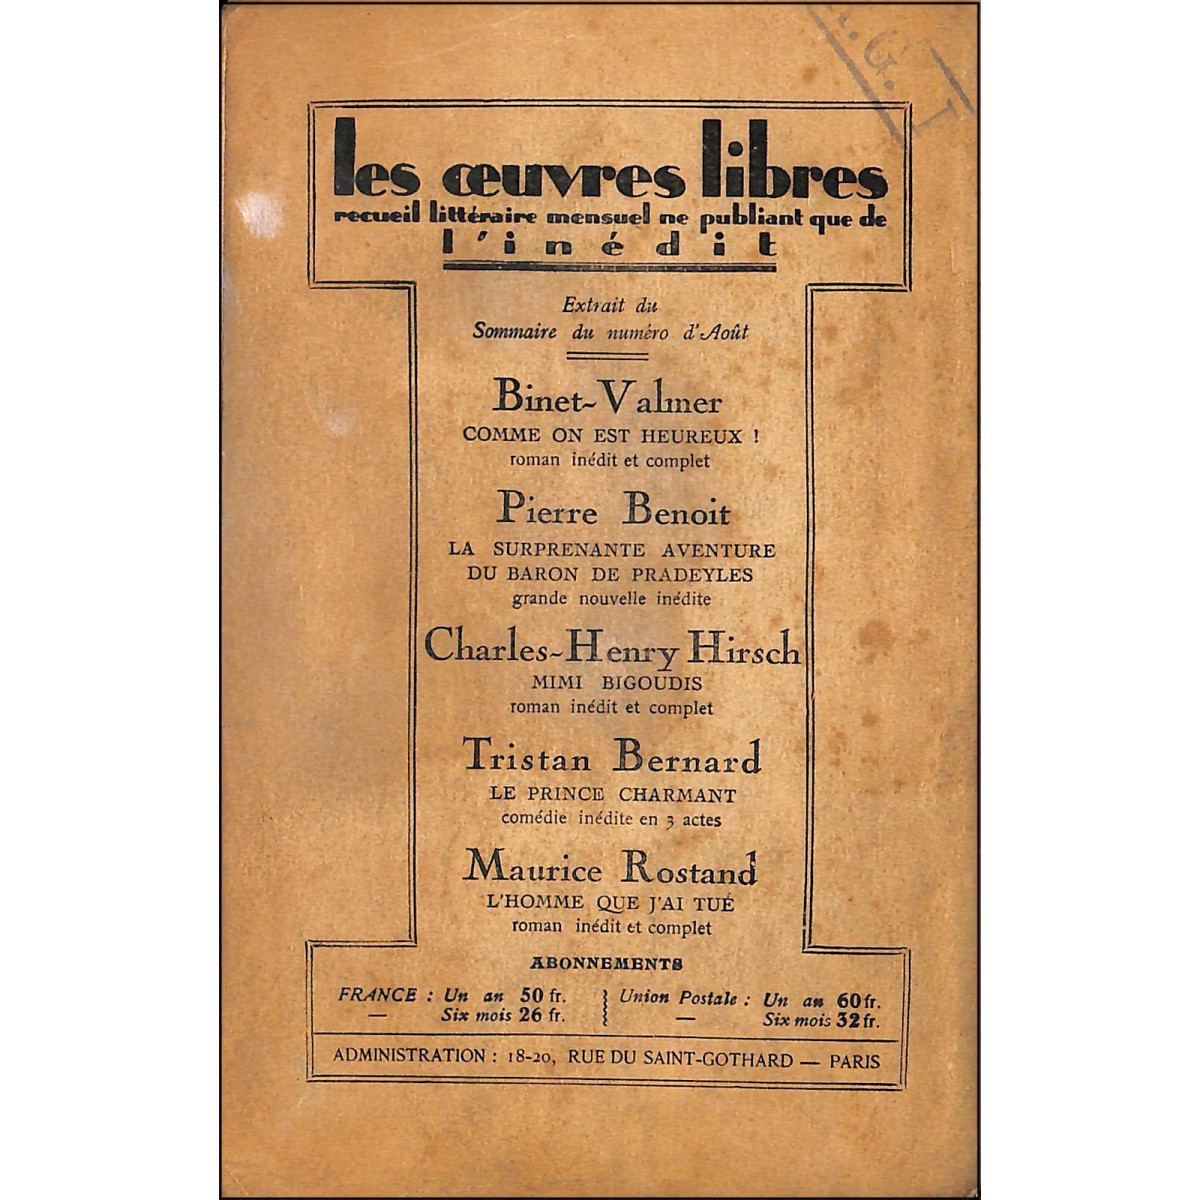 A.G.I
les œuvres libres
recueil littéraire mensuel ne publiant que de
l'inédit
Extrait du
Sommaire du numéro d'Août
Binet-Valmer
COMME ON EST HEUREUX !
roman inédit et complet
Pierre Benoit
LA SURPRENANTE AVENTURE
DU BARON DE PRADEYLES
grande nouvelle inédite
Charles-Henry Hirsch
MIMI BIGOUDIS
roman inédit et complet
Tristan Bernard
LE PRINCE CHARMANT
comédie inédite en 3 actes
Maurice Rostand
L'HOMME QUE J'AI TUÉ
roman inédit et complet
ABONNEMENTS
FRANCE : Un an 50 fr. Union Postale : Un an 60 fr.
— Six mois 26 fr. — Six mois 32 fr.
ADMINISTRATION : 18-20, RUE DU SAINT-GOTHARD — PARIS